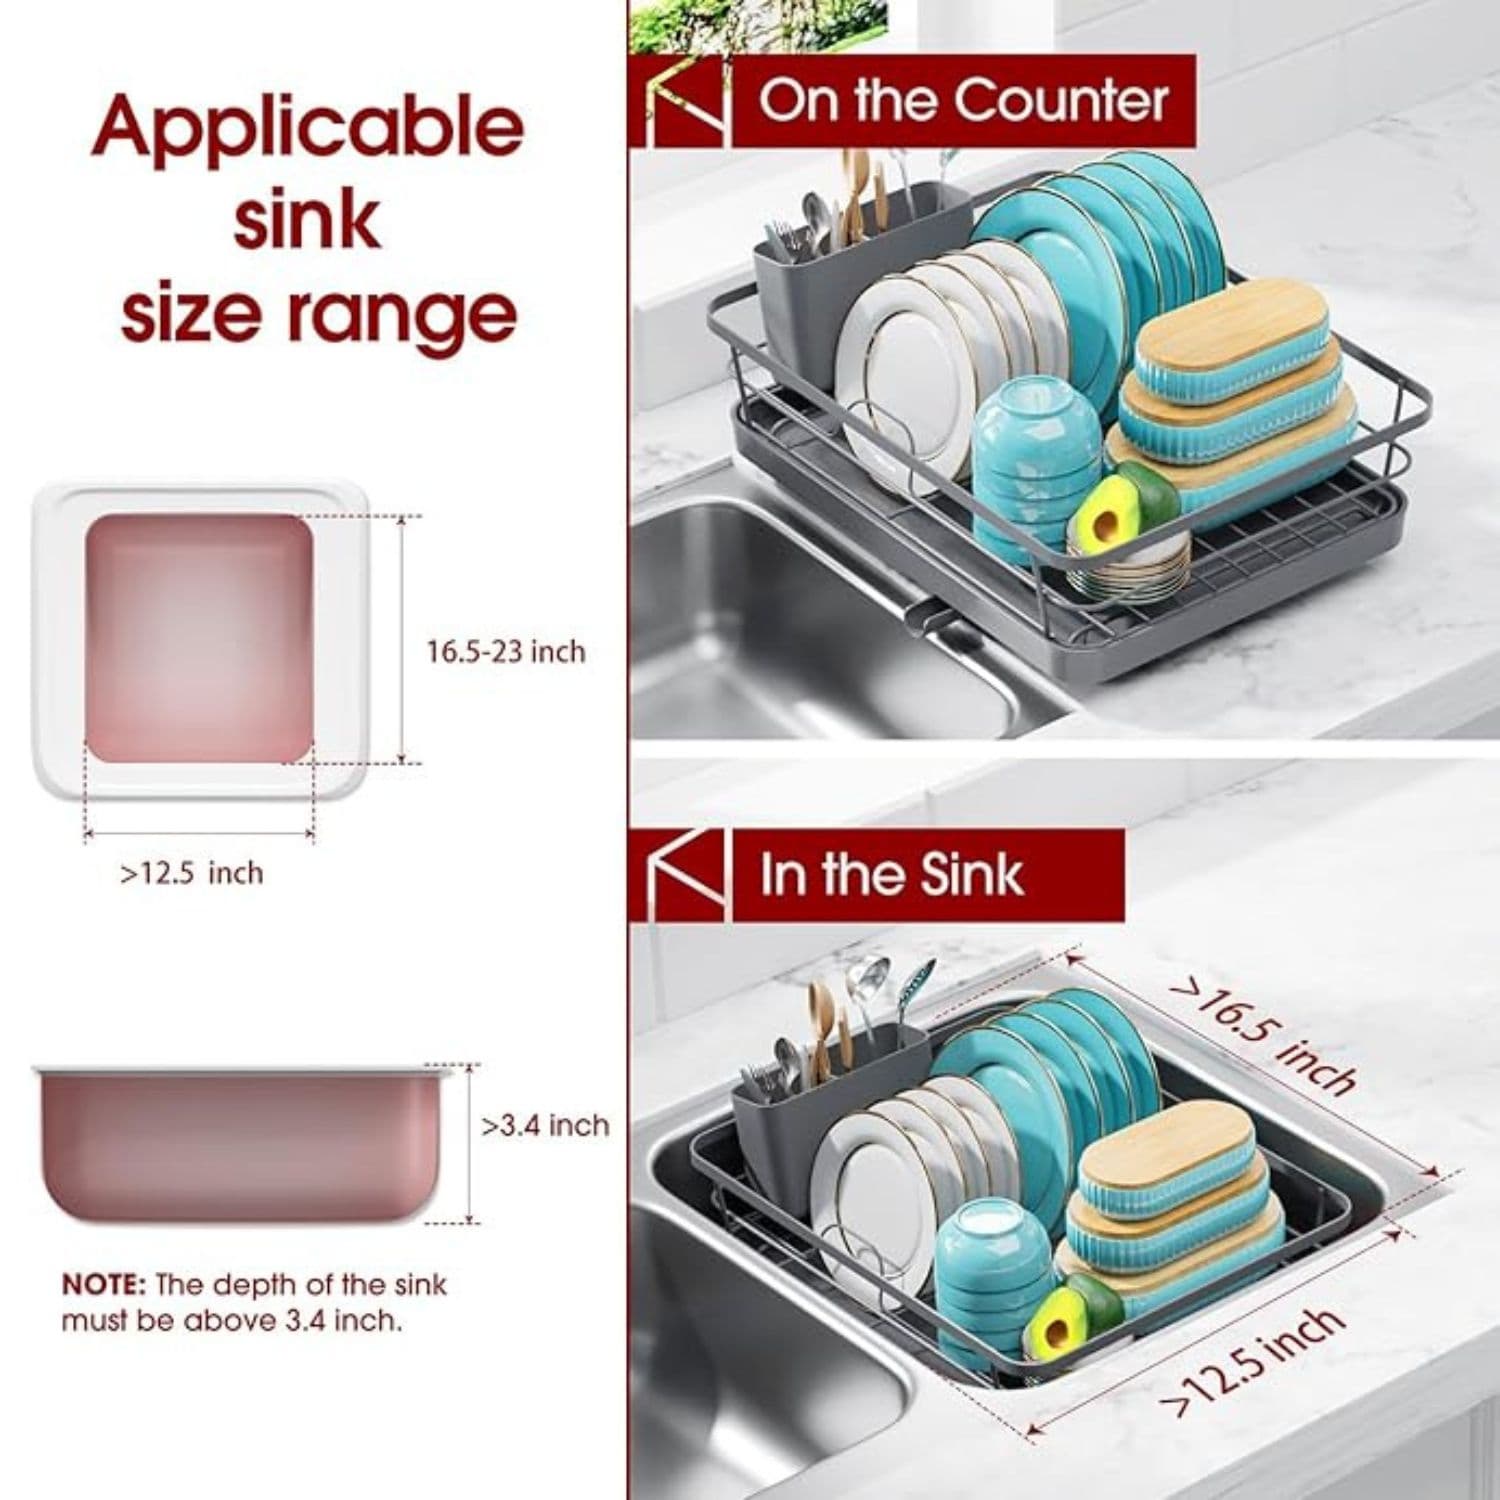 Applicable
sink
size range
16.5-23 inch
>12.5 inch
>3.4 inch
NOTE: The depth of the sink
must be above 3.4 inch.
On the Counter
In the Sink
>16.5 inch
>12.5 inch